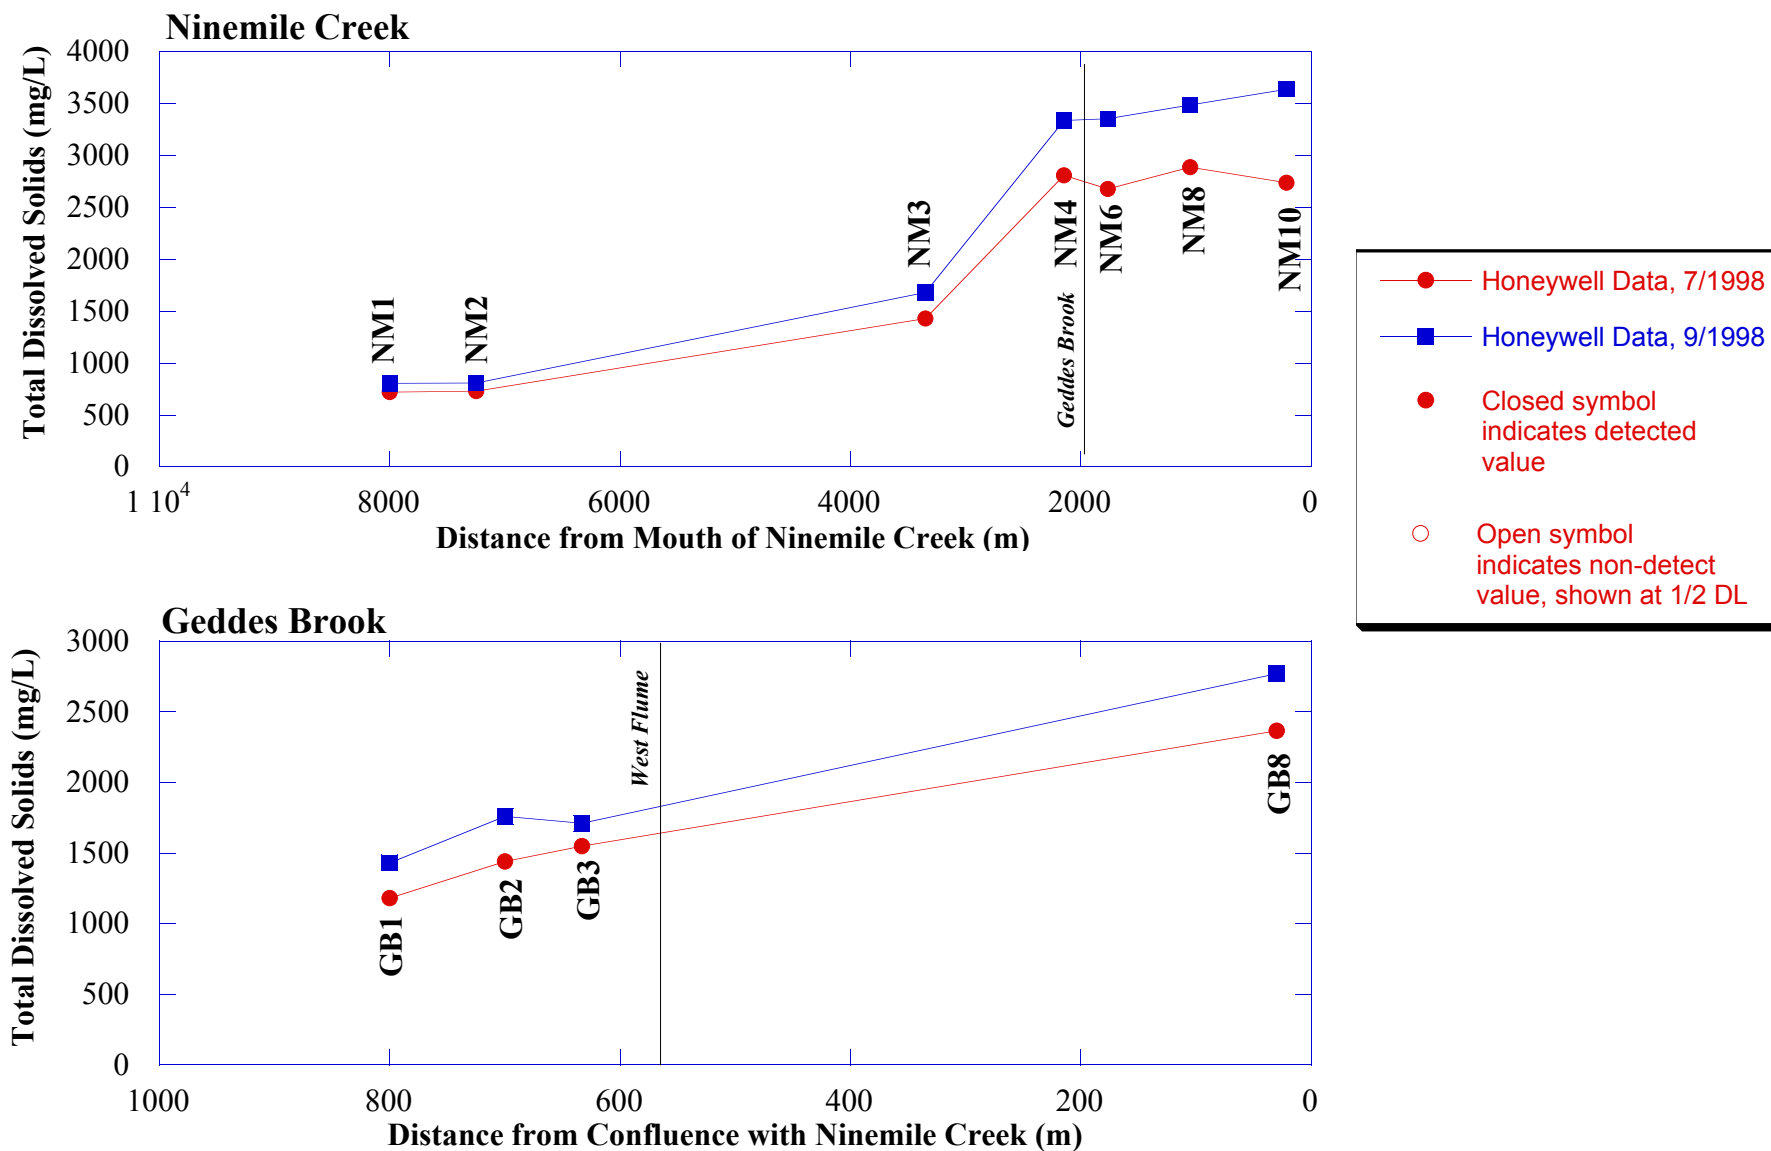 Ninemile Creek
Total Dissolved Solids (mg/L)
4000
3500
3000
2500
2000
1500
1000
500
0
NM1
NM2
NM3
NM4
Geddes Brook
NM6
NM8
NM10
1 10^4
8000
6000
4000
2000
0
Distance from Mouth of Ninemile Creek (m)
Honeywell Data, 7/1998
Honeywell Data, 9/1998
Closed symbol
indicates detected
value
Open symbol
indicates non-detect
value, shown at 1/2 DL
Geddes Brook
Total Dissolved Solids (mg/L)
3000
2500
2000
1500
1000
500
0
GB1
GB2
GB3
West Flume
GB8
1000
800
600
400
200
0
Distance from Confluence with Ninemile Creek (m)